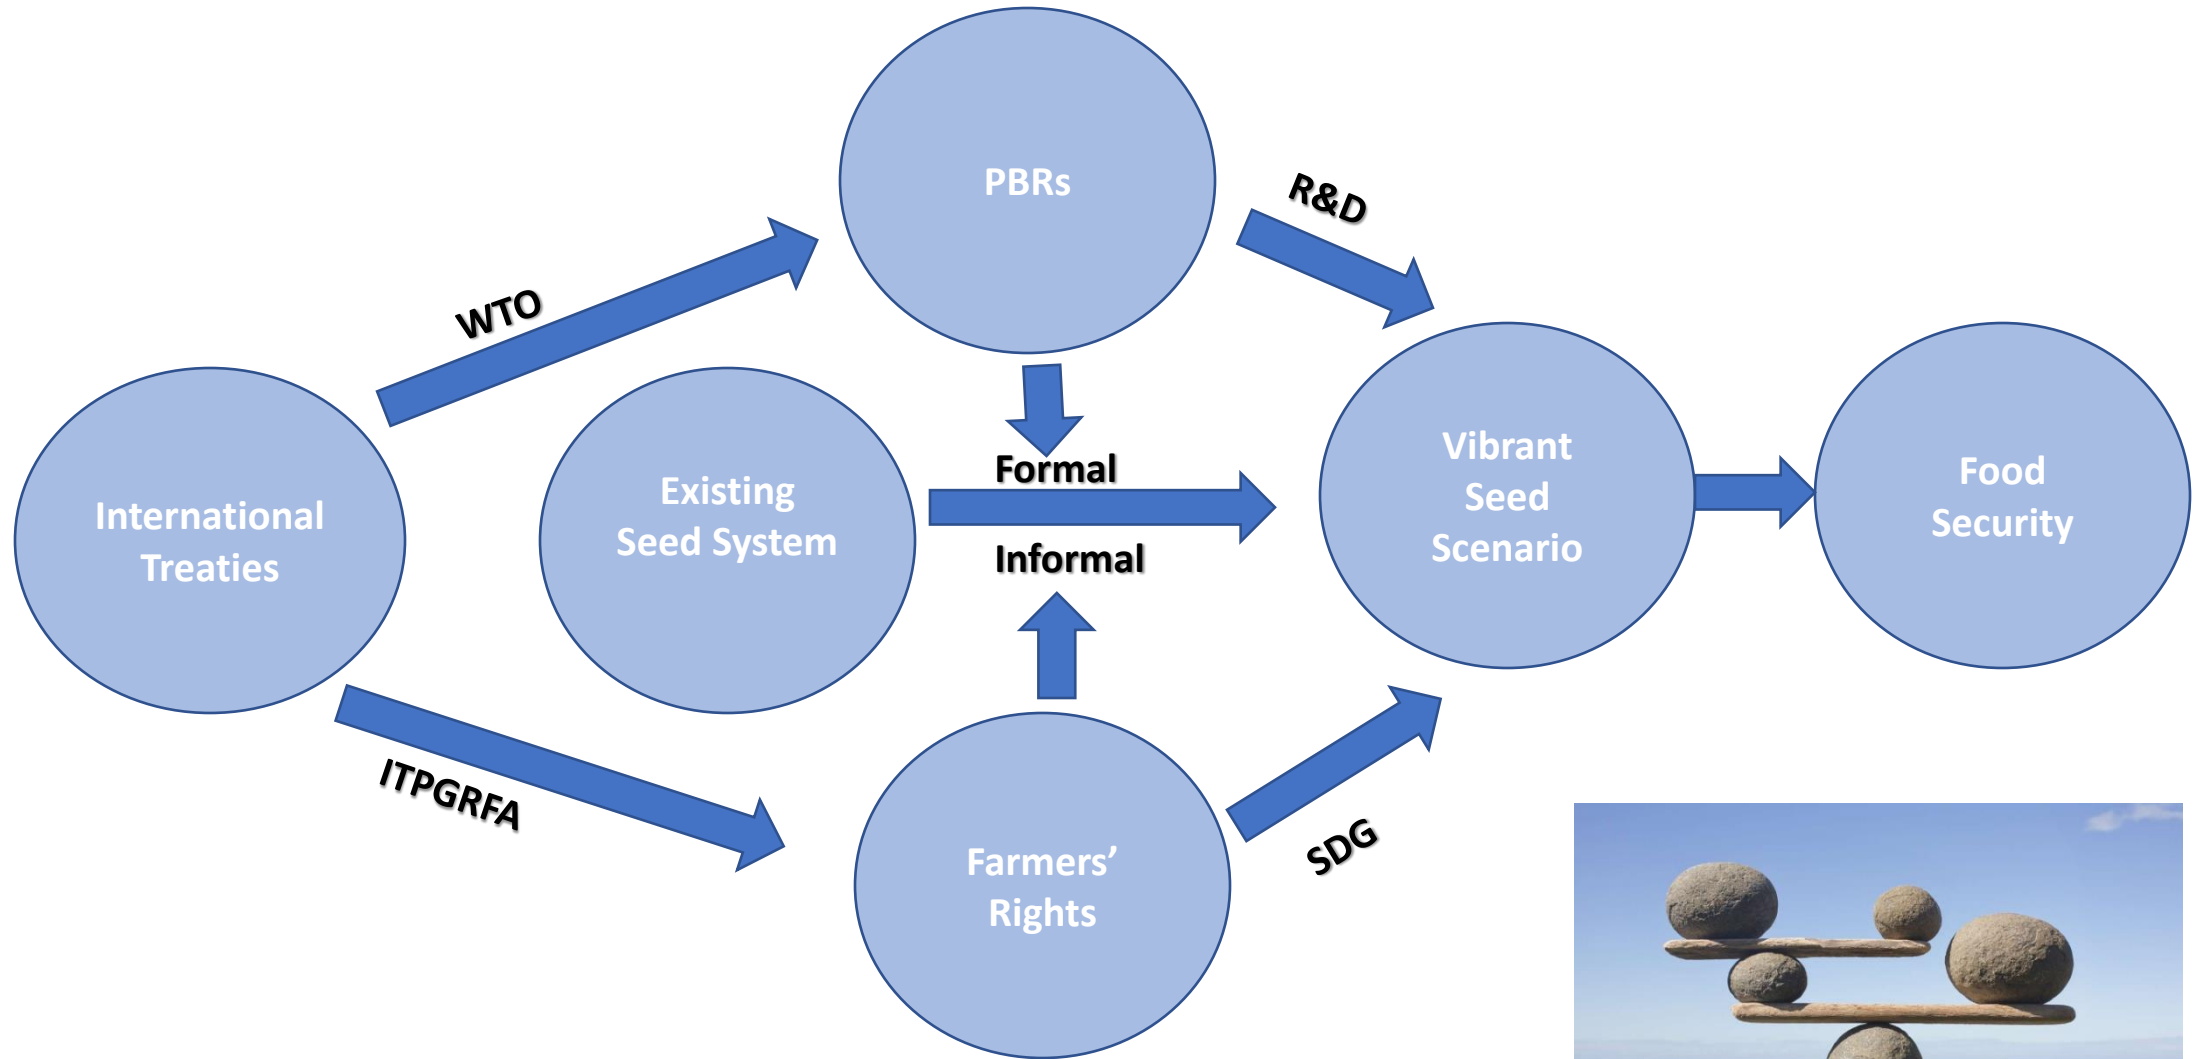 PBRs
R&D
WTO
International
Treaties
Existing
Seed System
Formal
Informal
Vibrant
Seed
Scenario
Food
Security
ITPGRFA
Farmers’
Rights
SDG